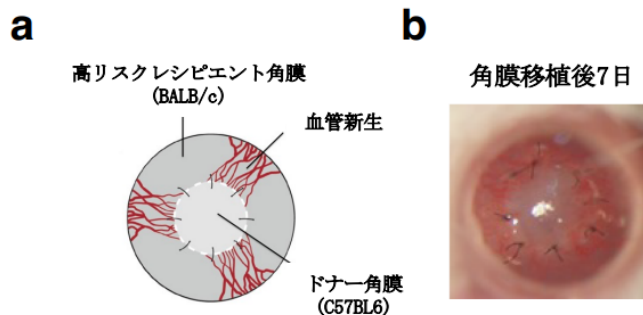 a
高リスクレシピエント角膜
(BALB/c)
血管新生
ドナー角膜
(C57BL6)
b
角膜移植後7日